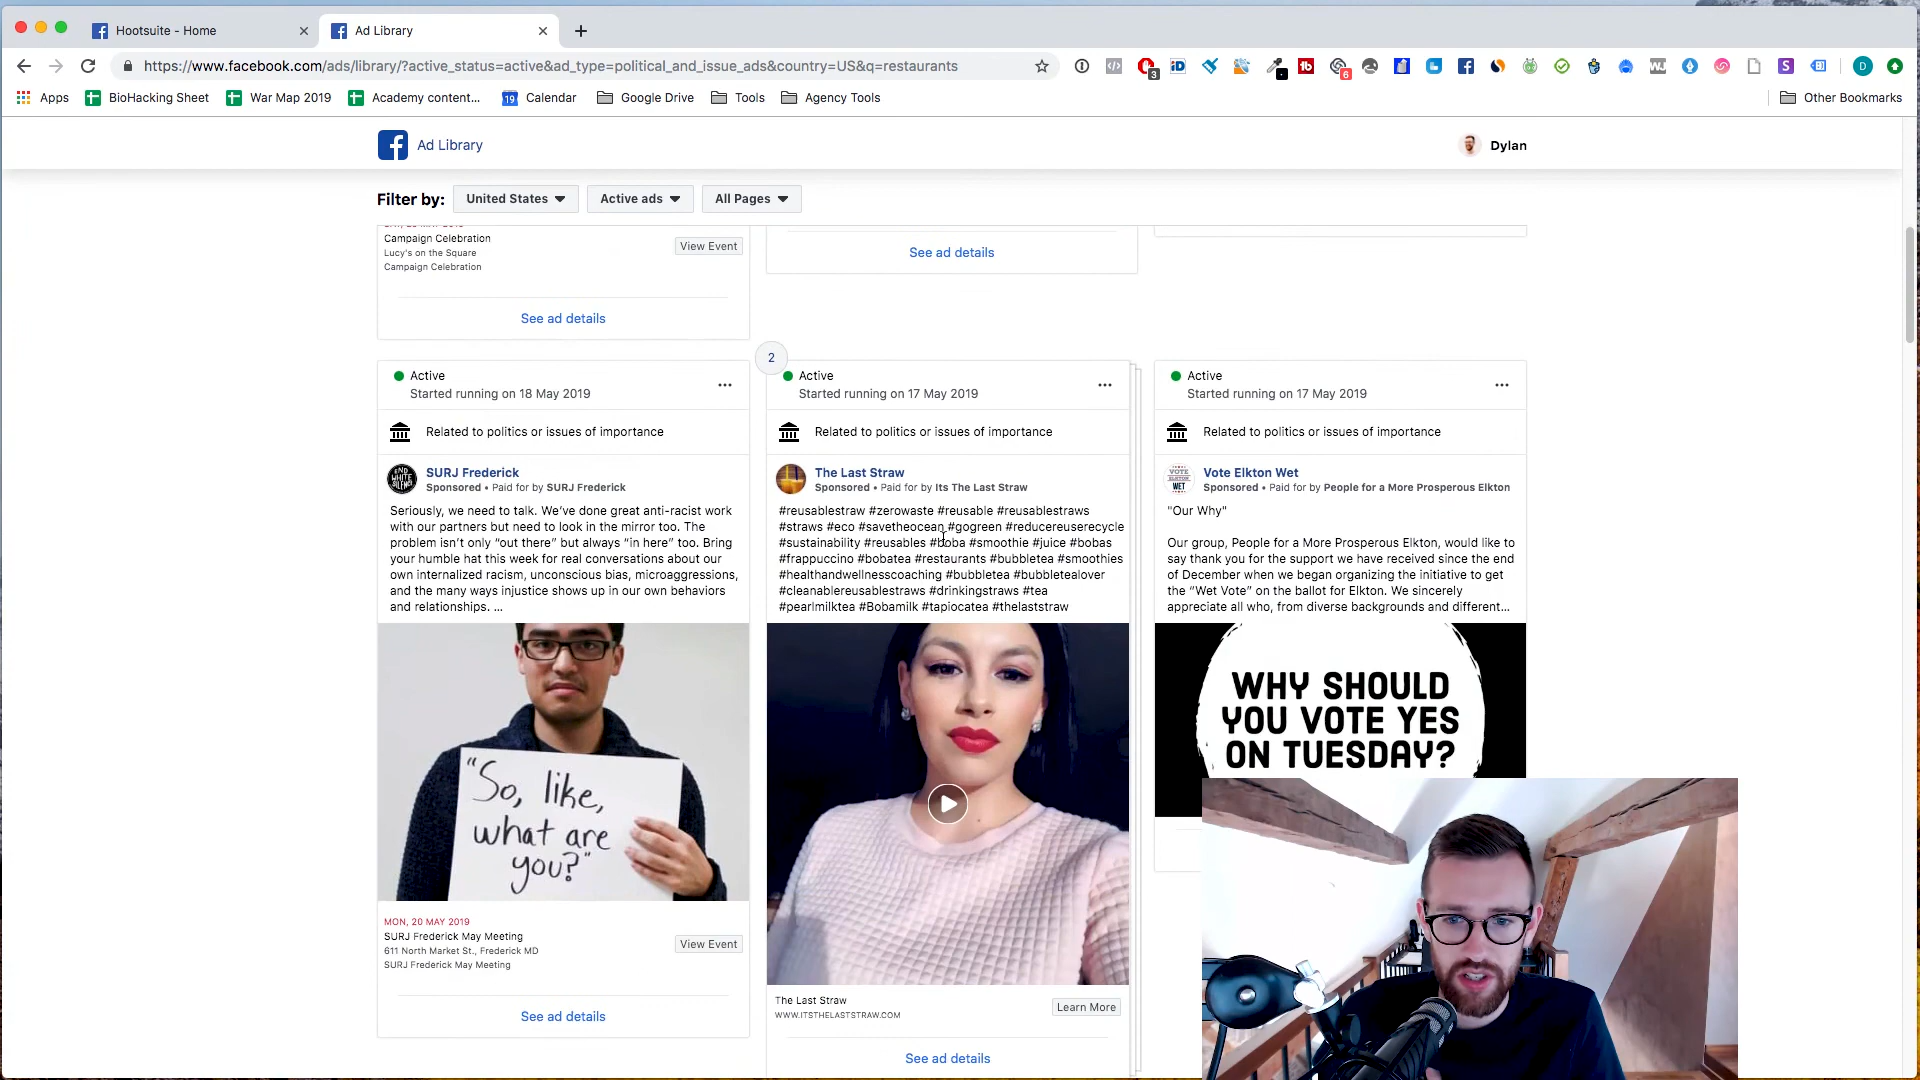 Hootsuite - Home
Ad Library
https://www.facebook.com/ads/library/?active_status=active&ad_type=political_and_issue_ads&country=US&q=restaurants
3
6
Apps
BioHacking Sheet
War Map 2019
Academy content...
19
Calendar
Google Drive
Tools
Agency Tools
Other Bookmarks
Ad Library
Dylan
Filter by:
United States
Active ads
All Pages
Campaign Celebration
Lucy's on the Square
Campaign Celebration
View Event
See ad details
See ad details
Active
Started running on 18 May 2019
Related to politics or issues of importance
SURJ Frederick
Sponsored • Paid for by SURJ Frederick
Seriously, we need to talk. We've done great anti-racist work
with our partners but need to look in the mirror too. The
problem isn't only "out there" but always "in here" too. Bring
your humble hat this week for real conversations about our
own internalized racism, unconscious bias, microaggressions,
and the many ways injustice shows up in our own behaviors
and relationships. ...
"So, like,
what are
you?"
MON, 20 MAY 2019
SURJ Frederick May Meeting
611 North Market St., Frederick MD
SURJ Frederick May Meeting
View Event
See ad details
2
Active
Started running on 17 May 2019
Related to politics or issues of importance
The Last Straw
Sponsored • Paid for by Its The Last Straw
#reusablestraw #zerowaste #reusable #reusablestraws
#straws #eco #savetheocean #gogreen #reducereuserecycle
#sustainability #reusables #boba #smoothie #juice #bobas
#frappuccino #bobatea #restaurants #bubbletea #smoothies
#healthandwellnesscoaching #bubbletea #bubbletealover
#cleanablereusablestraws #drinkingstraws #tea
#pearlmilktea #Bobamilk #tapiocatea #thelaststraw
The Last Straw
WWW.ITSTHELASTSTRAW.COM
Learn More
See ad details
Active
Started running on 17 May 2019
Related to politics or issues of importance
VOTE
ELKTON
WET
Vote Elkton Wet
Sponsored • Paid for by People for a More Prosperous Elkton
"Our Why"
Our group, People for a More Prosperous Elkton, would like to
say thank you for the support we have received since the end
of December when we began organizing the initiative to get
the "Wet Vote" on the ballot for Elkton. We sincerely
appreciate all who, from diverse backgrounds and different...
WHY SHOULD
YOU VOTE YES
ON TUESDAY?